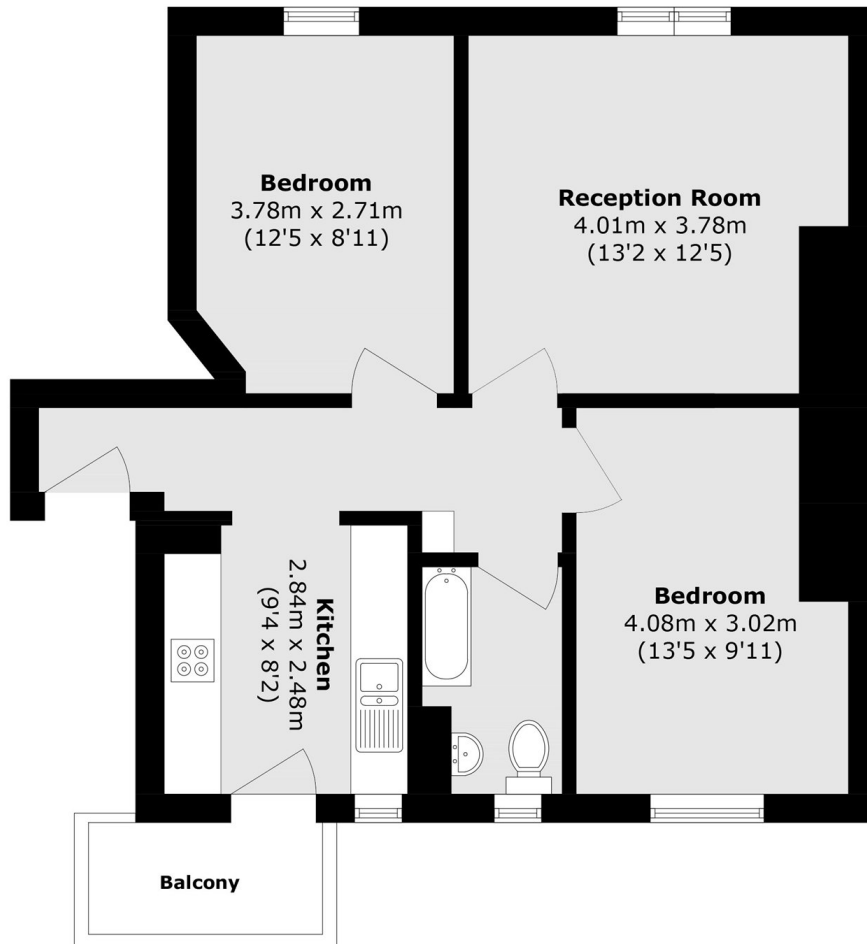 Bedroom
3.78m x 2.71m
(12'5 x 8'11)
Reception Room
4.01m x 3.78m
(13'2 x 12'5)
Kitchen
2.84m x 2.48m
(9'4 x 8'2)
Bedroom
4.08m x 3.02m
(13'5 x 9'11)
Balcony